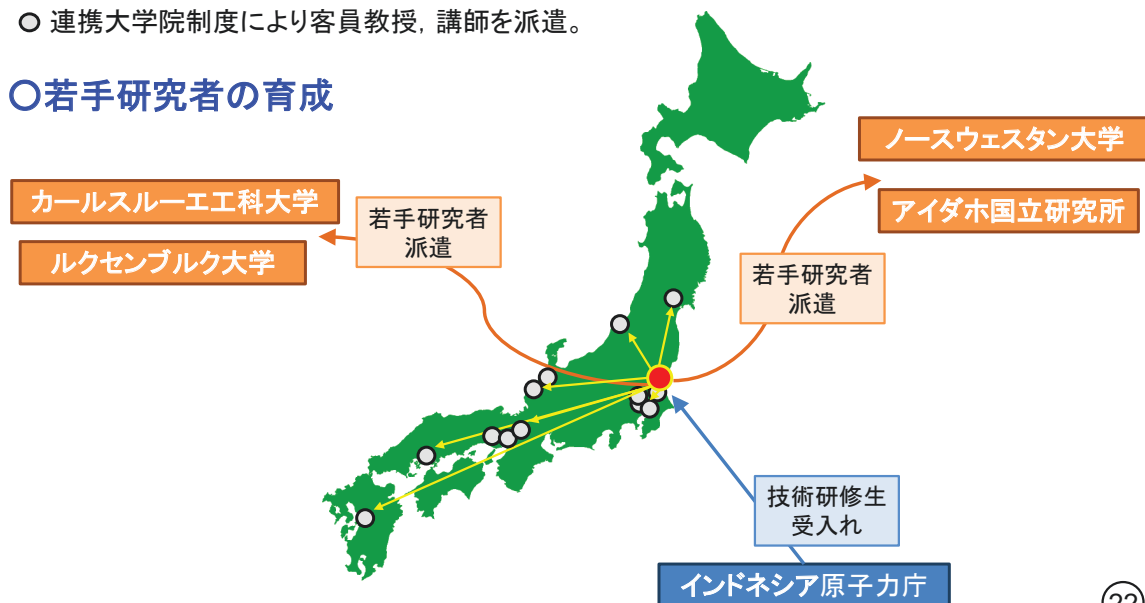 ○ 連携大学院制度により客員教授, 講師を派遣。
○若手研究者の育成
ノースウェスタン大学
アイダホ国立研究所
カールスルーエ工科大学
ルクセンブルク大学
若手研究者
派遣
若手研究者
派遣
技術研修生
受入れ
インドネシア原子力庁
22